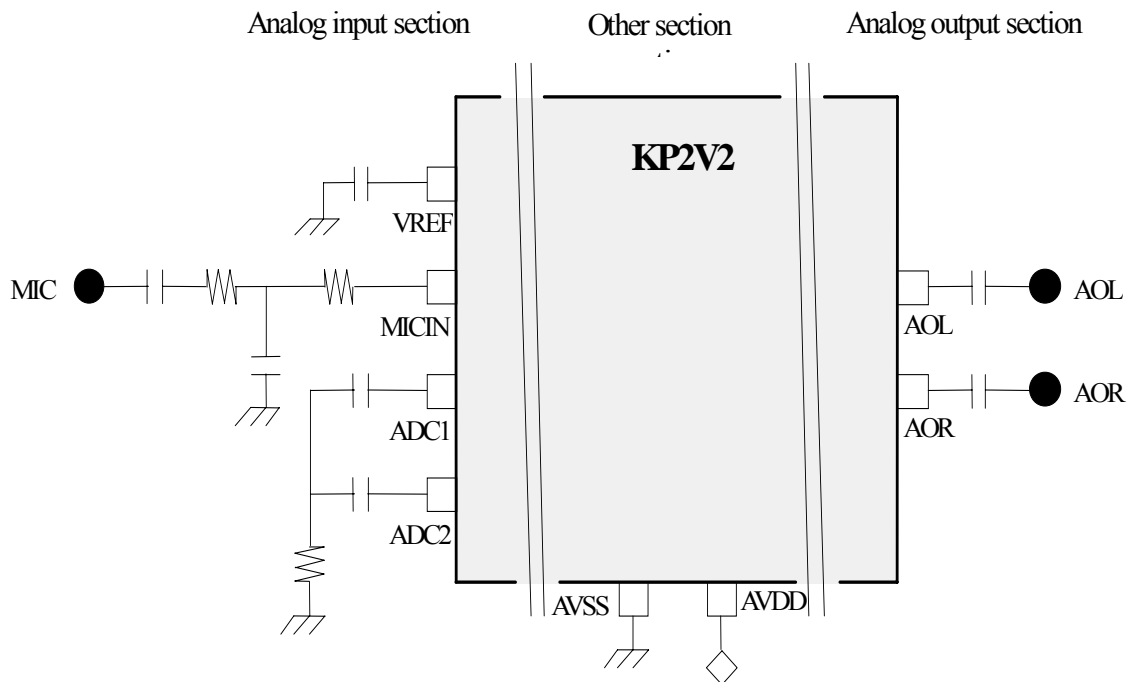 Analog input section
Other section
Analog output section
KP2V2
VREF
MIC
MICIN
AOL
AOL
ADC1
AOR
AOR
ADC2
AVSS
AVDD